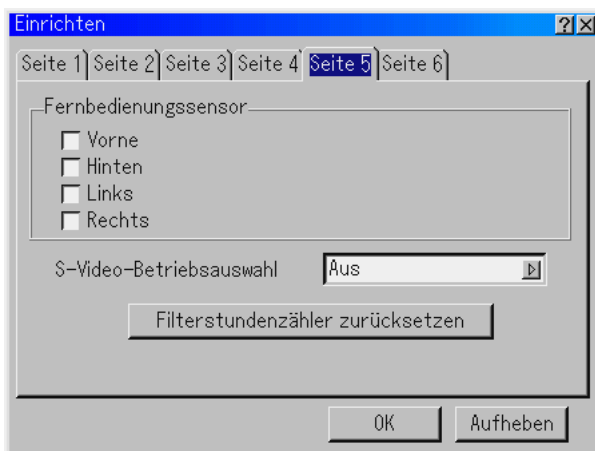 Einrichten
Seite 1 Seite 2 Seite 3 Seite 4 Seite 5 Seite 6
Fernbedienungssensor
Vorne
Hinten
Links
Rechts
S-Video-Betriebsauswahl Aus
Filterstundenzähler zurücksetzen
OK Aufheben